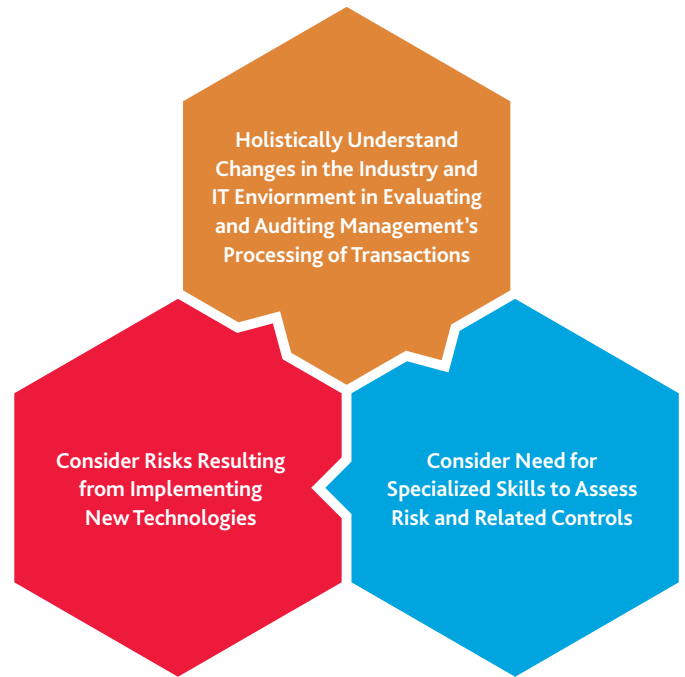 Holistically Understand
Changes in the Industry and
IT Enviornment in Evaluating
and Auditing Management's
Processing of Transactions
Consider Risks Resulting
from Implementing
New Technologies
Consider Need for
Specialized Skills to Assess
Risk and Related Controls